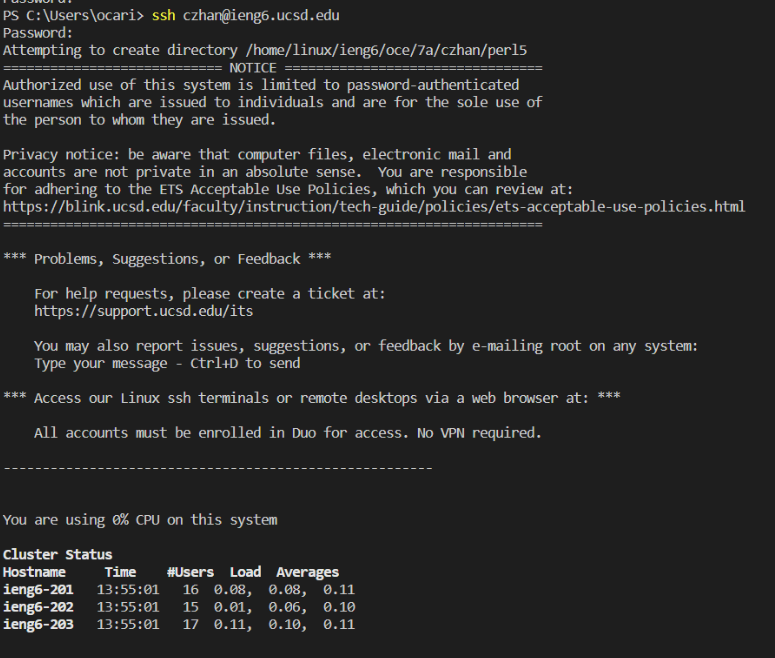 Password:
PS C:\Users\ocari> ssh czhan@ieng6.ucsd.edu
Password:
Attempting to create directory /home/linux/ieng6/oce/7a/czhan/perl5
============================ NOTICE =================================
Authorized use of this system is limited to password-authenticated
usernames which are issued to individuals and are for the sole use of
the person to whom they are issued.
Privacy notice: be aware that computer files, electronic mail and
accounts are not private in an absolute sense.  You are responsible
for adhering to the ETS Acceptable Use Policies, which you can review at:
https://blink.ucsd.edu/faculty/instruction/tech-guide/policies/ets-acceptable-use-policies.html
=====================================================================
*** Problems, Suggestions, or Feedback ***
For help requests, please create a ticket at:
https://support.ucsd.edu/its
You may also report issues, suggestions, or feedback by e-mailing root on any system:
Type your message - Ctrl+D to send
*** Access our Linux ssh terminals or remote desktops via a web browser at: ***
All accounts must be enrolled in Duo for access. No VPN required.
-------------------------------------------------------
You are using 0% CPU on this system
Cluster Status
Hostname     Time    #Users  Load  Averages
ieng6-201   13:55:01   16  0.08,  0.08,  0.11
ieng6-202   13:55:01   15  0.01,  0.06,  0.10
ieng6-203   13:55:01   17  0.11,  0.10,  0.11